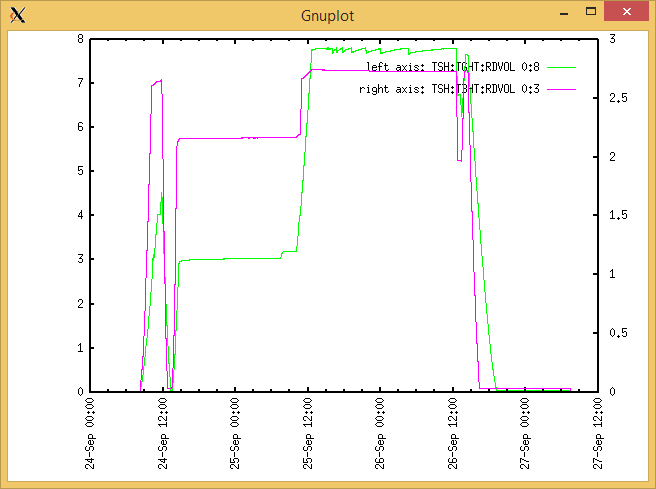 Gnuplot
8
7
6
5
4
3
2
1
0
3
2.5
2
1.5
1
0.5
0
left axis: TSH:TGHT:RDVOL 0:8
right axis: TSH:TBHT:RDVOL 0:3
24-Sep 00:00
24-Sep 12:00
25-Sep 00:00
25-Sep 12:00
26-Sep 00:00
26-Sep 12:00
27-Sep 00:00
27-Sep 12:00